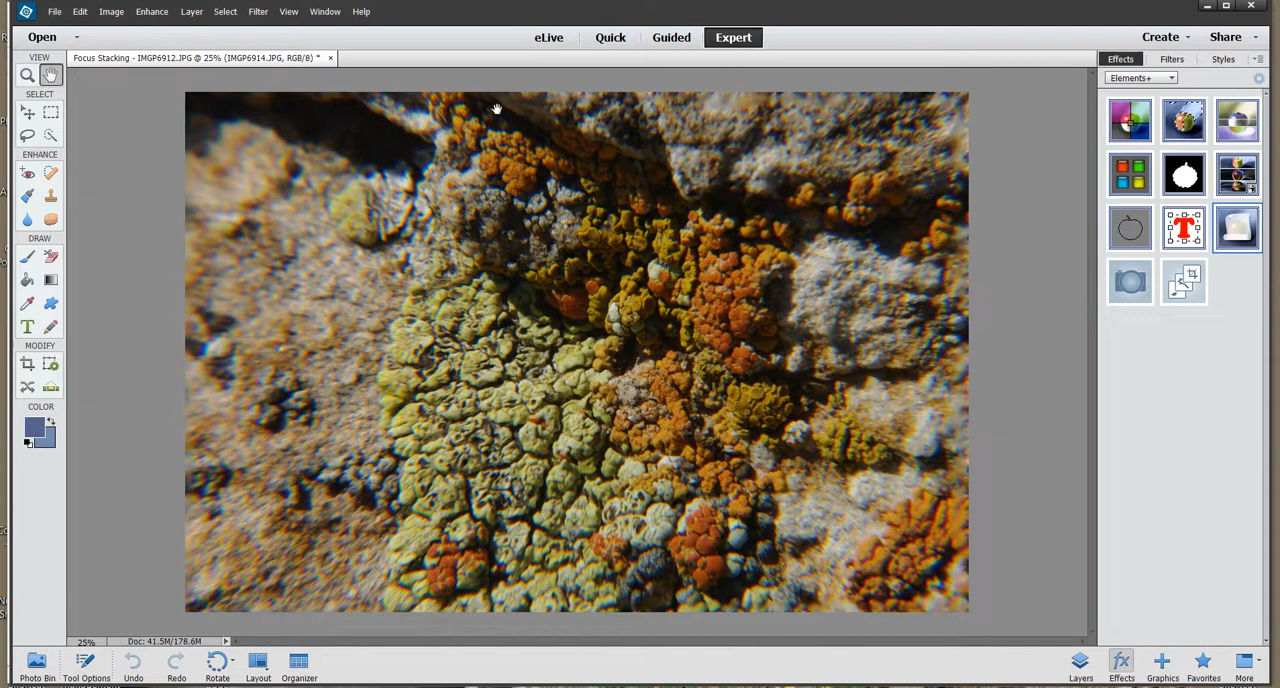 File Edit Image Enhance Layer Select Filter View Window Help
Open eLive Quick Guided Expert Create Share
VIEW Focus Stacking - IMGP6912.JPG @ 25% (IMGP6914.JPG, RGB/8) * × Effects Filters Styles
Elements+
SELECT
ENHANCE
DRAW
T
T
MODIFY
COLOR
25% Doc: 41.5M/178.6M
Photo Bin Tool Options Undo Redo Rotate Layout Organizer Layers Effects Graphics Favorites More